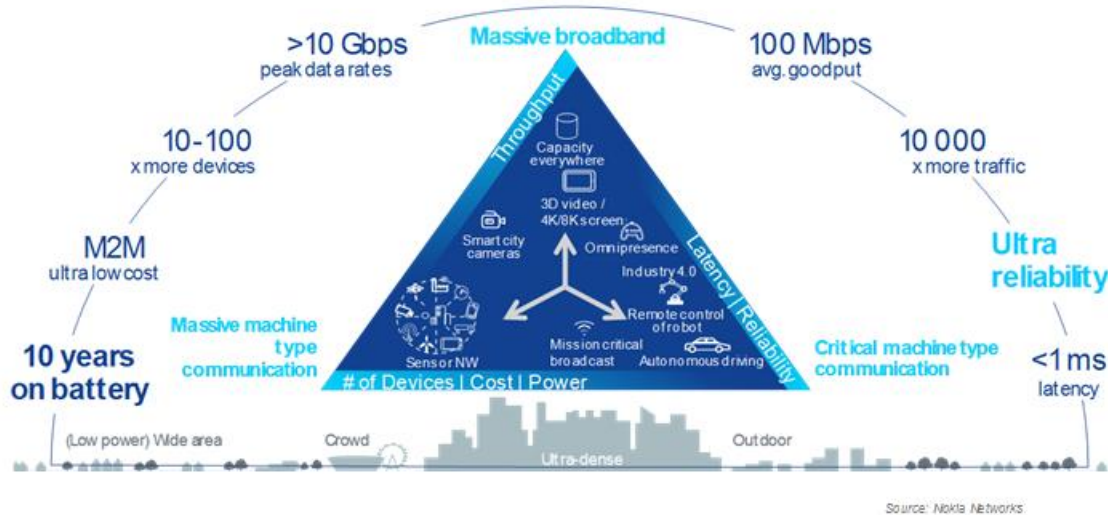 Massive broadband
>10 Gbps
peak data rates
100 Mbps
avg. goodput
10-100
x more devices
10 000
x more traffic
M2M
ultra low cost
Ultra
reliability
10 years
on battery
<1 ms
latency
Throughput
Latency | Reliability
# of Devices | Cost | Power
Capacity
everywhere
3D video /
4K/8K screen
Smart city
cameras
Omnipresence
Industry 4.0
Remote control
of robot
Mission critical
broadcast
Autonomous driving
Sensor NW
Massive machine
type
communication
Critical machine type
communication
(Low power) Wide area
Crowd
Outdoor
Ultra-dense
Source: Nokia Networks